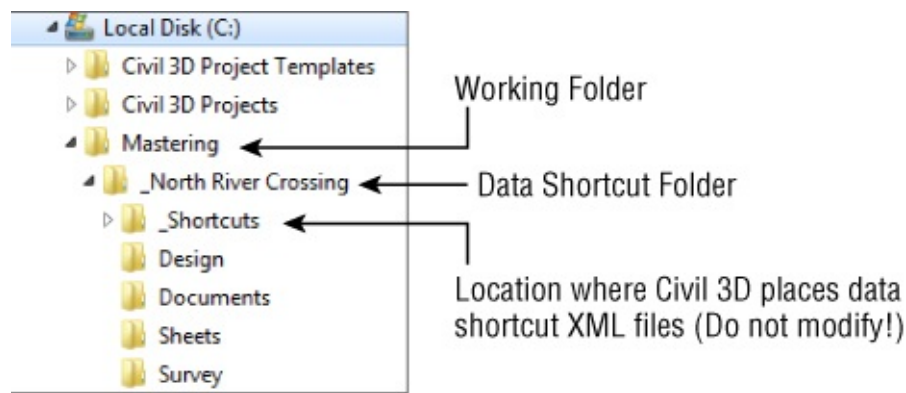 Local Disk (C:)
Civil 3D Project Templates
Civil 3D Projects
Mastering
_North River Crossing
_Shortcuts
Design
Documents
Sheets
Survey
Working Folder
Data Shortcut Folder
Location where Civil 3D places data
shortcut XML files (Do not modify!)